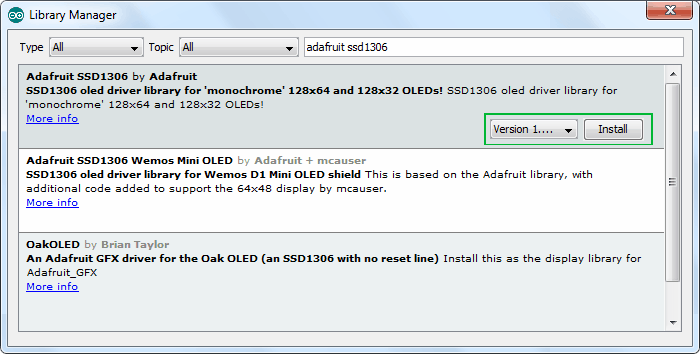 Library Manager
Type All Topic All adafruit ssd1306
Adafruit SSD1306 by Adafruit
SSD1306 oled driver library for 'monochrome' 128x64 and 128x32 OLEDs! SSD1306 oled driver library for
'monochrome' 128x64 and 128x32 OLEDs!
More info
Version 1.... Install
Adafruit SSD1306 Wemos Mini OLED by Adafruit + mcauser
SSD1306 oled driver library for Wemos D1 Mini OLED shield This is based on the Adafruit library, with
additional code added to support the 64x48 display by mcauser.
More info
OakOLED by Brian Taylor
An Adafruit GFX driver for the Oak OLED (an SSD1306 with no reset line) Install this as the display library for
Adafruit_GFX
More info